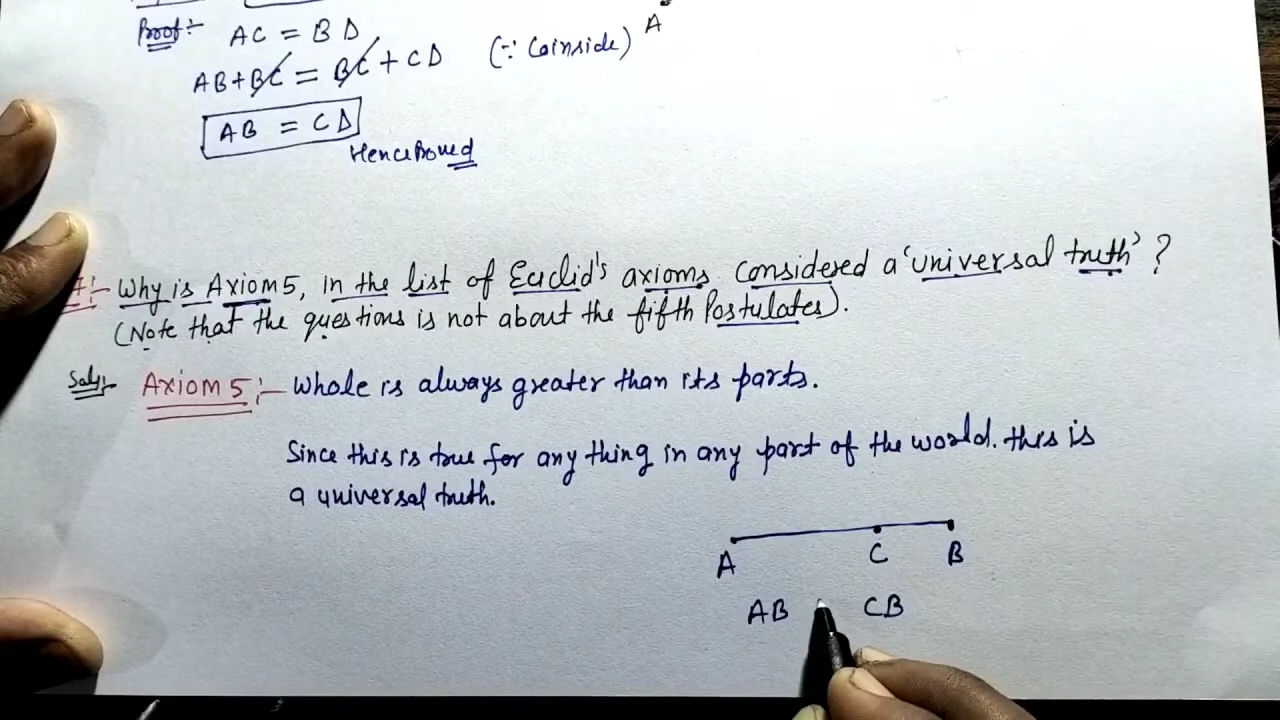 Proof:- AC = BD
A
AB+BC = BC + CD (∵ Coinside)
AB = CD
Hence Proved
7:- Why is Axiom 5, in the list of Euclid's axioms. Considered a 'universal truth'?
(Note that the questions is not about the fifth Postulates).
Soln:- Axiom 5:- Whole is always greater than its parts.
Since this is true for any thing in any part of the world. this is
a universal truth.
A C B
AB CB